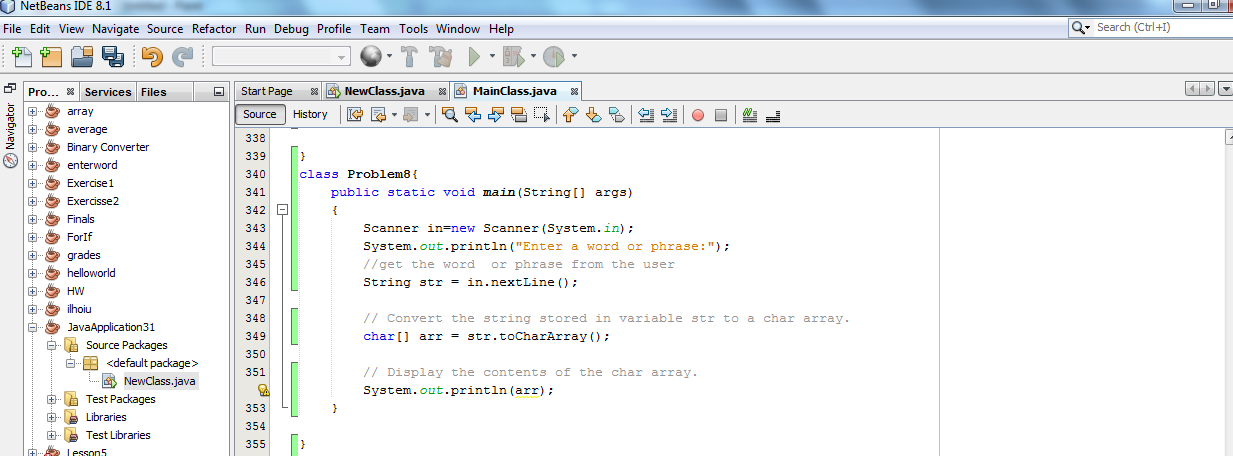 NetBeans IDE 8.1
File Edit View Navigate Source Refactor Run Debug Profile Team Tools Window Help
Search (Ctrl+I)
Pro... Services Files
Navigator
array
average
Binary Converter
enterword
Exercise1
Exercisse2
Finals
ForIf
grades
helloworld
HW
ilhoiu
JavaApplication31
Source Packages
<default package>
NewClass.java
Test Packages
Libraries
Test Libraries
Lesson5
Start Page NewClass.java MainClass.java
Source History
338
339 }
340 class Problem8{
341 public static void main(String[] args)
342 {
343 Scanner in=new Scanner(System.in);
344 System.out.println("Enter a word or phrase:");
345 //get the word  or phrase from the user
346 String str = in.nextLine();
347
348 // Convert the string stored in variable str to a char array.
349 char[] arr = str.toCharArray();
350
351 // Display the contents of the char array.
System.out.println(arr);
353 }
354
355 }